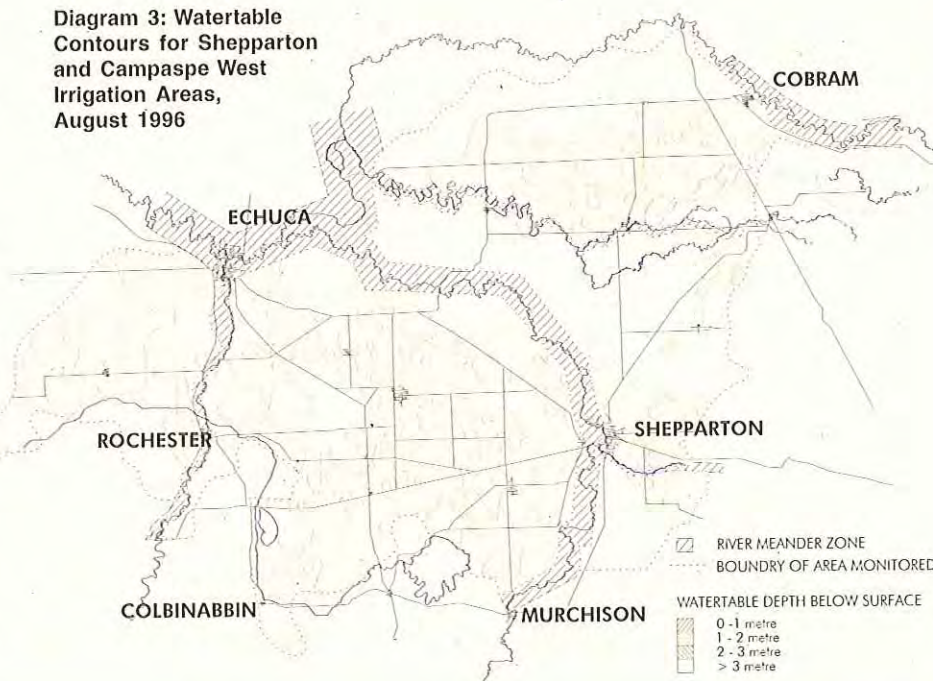 Diagram 3: Watertable
Contours for Shepparton
and Campaspe West
Irrigation Areas,
August 1996
COBRAM
ECHUCA
ROCHESTER
SHEPPARTON
COLBINABBIN
MURCHISON
RIVER MEANDER ZONE
BOUNDRY OF AREA MONITORED
WATERTABLE DEPTH BELOW SURFACE
0 -1 metre
1 - 2 metre
2 - 3 metre
> 3 metre